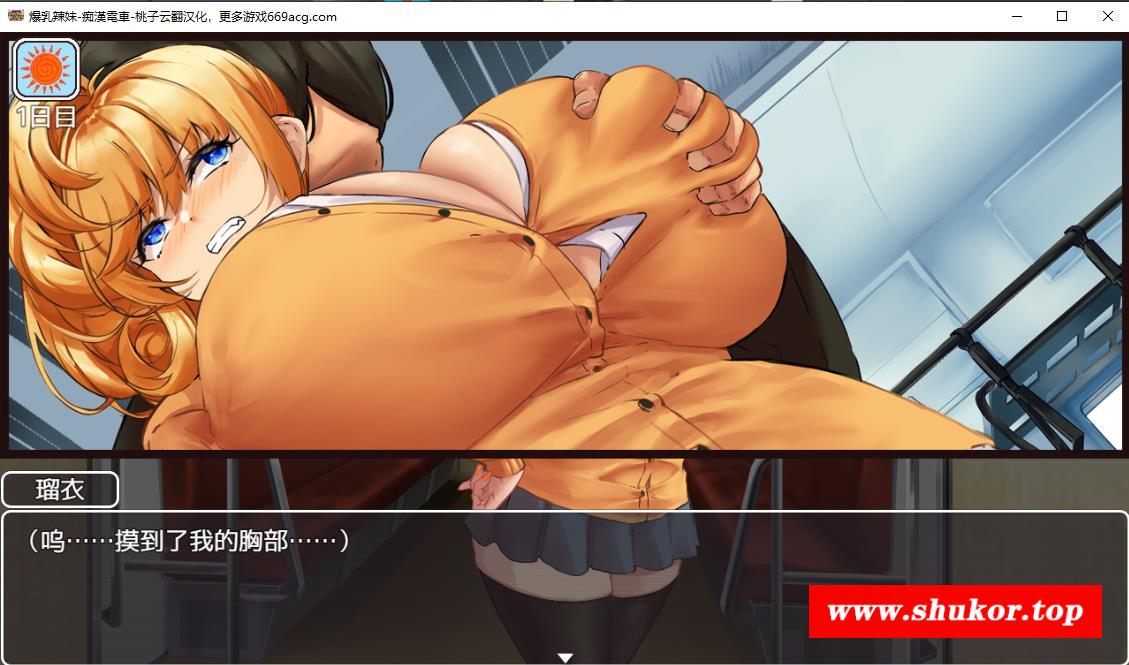 爆乳辣妹-痴漢電車-桃子云翻汉化，更多游戏669acg.com
1日目
瑠衣
（呜……摸到了我的胸部……）
www.shukor.top